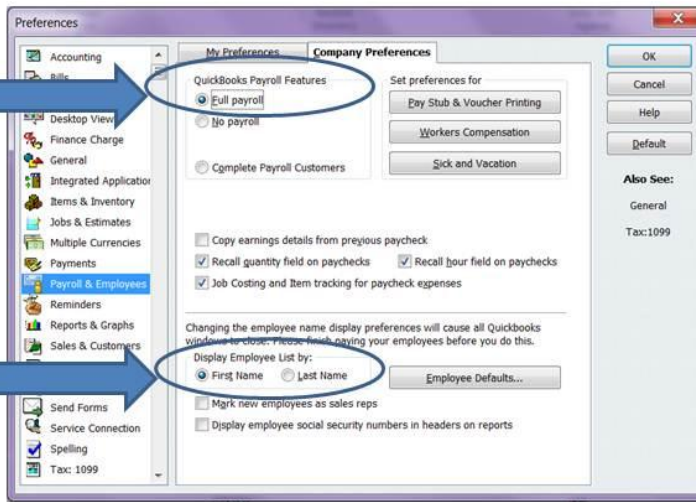 Preferences
Accounting
Bills
Desktop View
Finance Charge
General
Integrated Application
Items & Inventory
Jobs & Estimates
Multiple Currencies
Payments
Payroll & Employees
Reminders
Reports & Graphs
Sales & Customers
Send Forms
Service Connection
Spelling
Tax: 1099
My Preferences
Company Preferences
QuickBooks Payroll Features
Full payroll
No payroll
Complete Payroll Customers
Set preferences for
Pay Stub & Voucher Printing
Workers Compensation
Sick and Vacation
Copy earnings details from previous paycheck
Recall quantity field on paychecks
Recall hour field on paychecks
Job Costing and Item tracking for paycheck expenses
Changing the employee name display preferences will cause all Quickbooks
windows to close. Please finish paying your employees before you do this.
Display Employee List by:
First Name
Last Name
Employee Defaults...
Mark new employees as sales reps
Display employee social security numbers in headers on reports
OK
Cancel
Help
Default
Also See:
General
Tax:1099